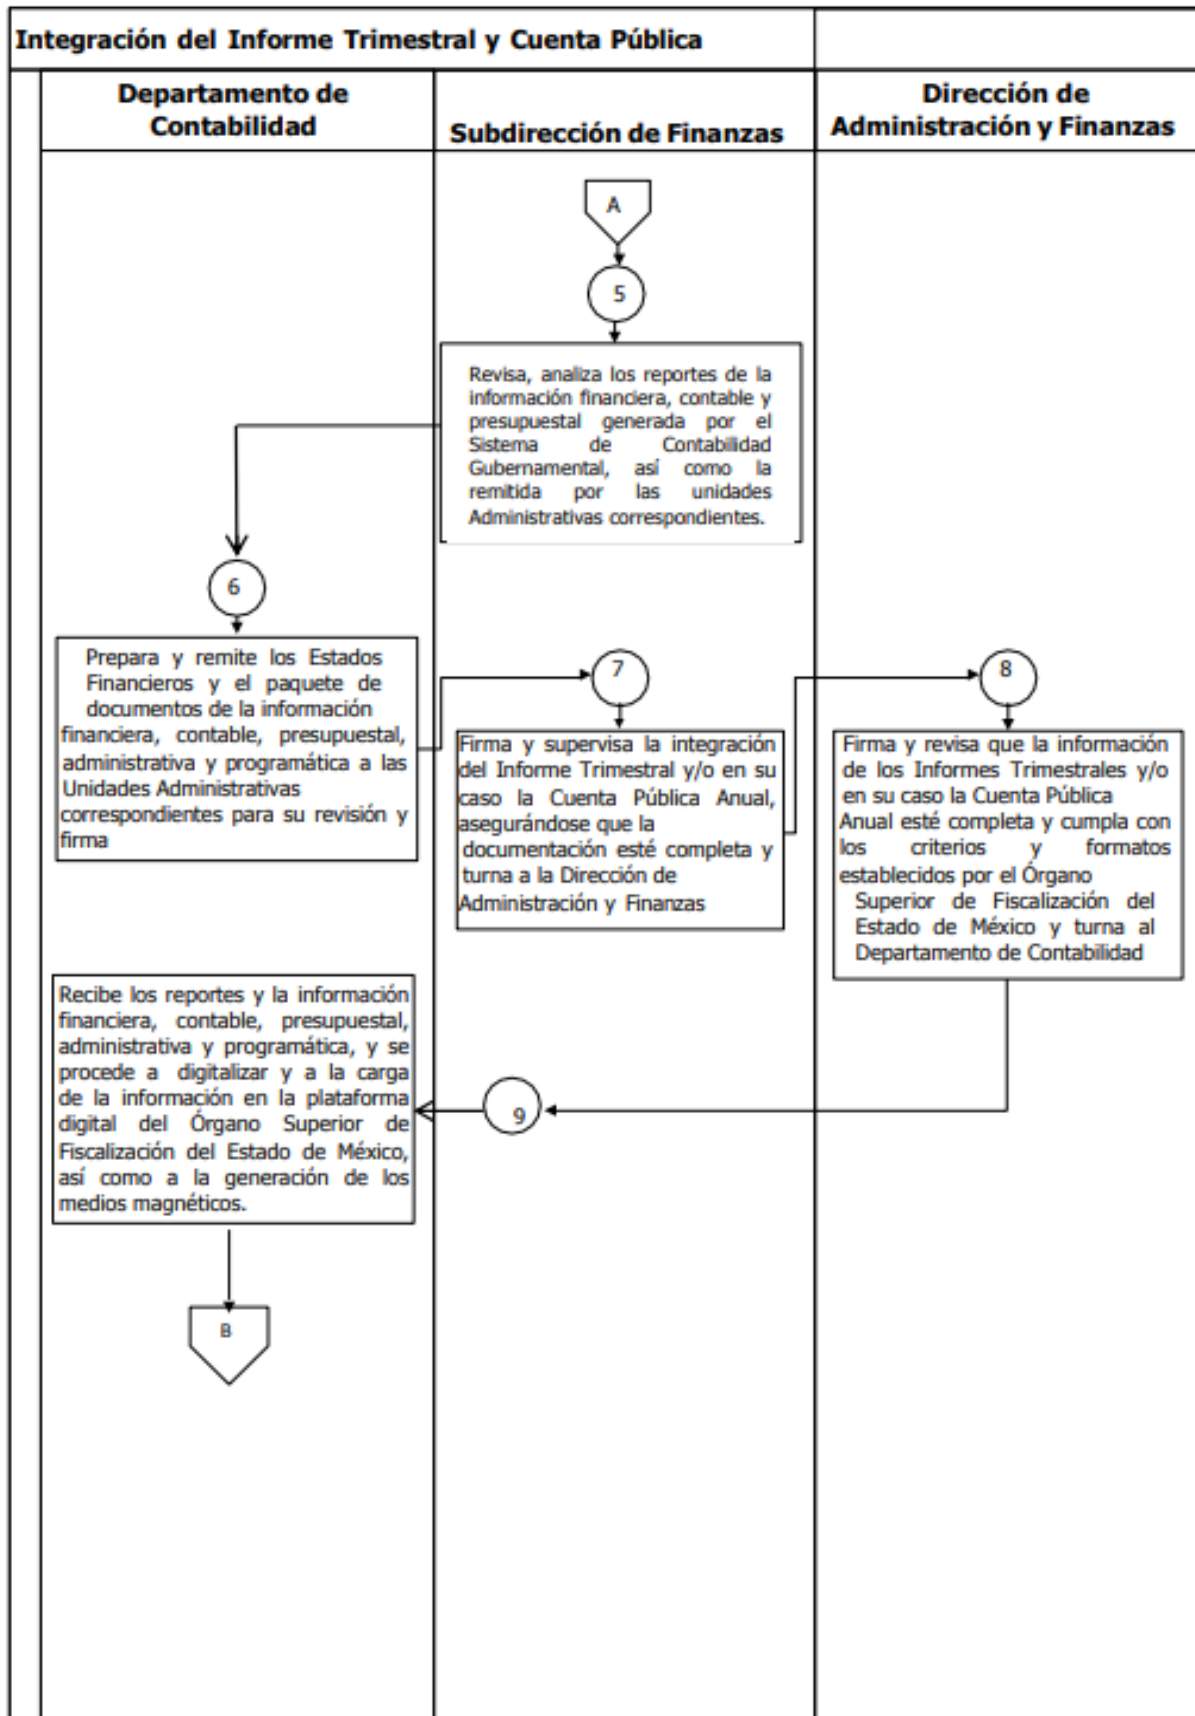 Integración del Informe Trimestral y Cuenta Pública
Departamento de
Contabilidad
Subdirección de Finanzas
Dirección de
Administración y Finanzas
A
5
Revisa, analiza los reportes de la
información financiera, contable y
presupuestal generada por el
Sistema de Contabilidad
Gubernamental, así como la
remitida por las unidades
Administrativas correspondientes.
6
Prepara y remite los Estados
Financieros y el paquete de
documentos de la información
financiera, contable, presupuestal,
administrativa y programática a las
Unidades Administrativas
correspondientes para su revisión y
firma
7
Firma y supervisa la integración
del Informe Trimestral y/o en su
caso la Cuenta Pública Anual,
asegurándose que la
documentación esté completa y
turna a la Dirección de
Administración y Finanzas
8
Firma y revisa que la información
de los Informes Trimestrales y/o
en su caso la Cuenta Pública
Anual esté completa y cumpla con
los criterios y formatos
establecidos por el Órgano
Superior de Fiscalización del
Estado de México y turna al
Departamento de Contabilidad
9
Recibe los reportes y la información
financiera, contable, presupuestal,
administrativa y programática, y se
procede a digitalizar y a la carga
de la información en la plataforma
digital del Órgano Superior de
Fiscalización del Estado de México,
así como a la generación de los
medios magnéticos.
B